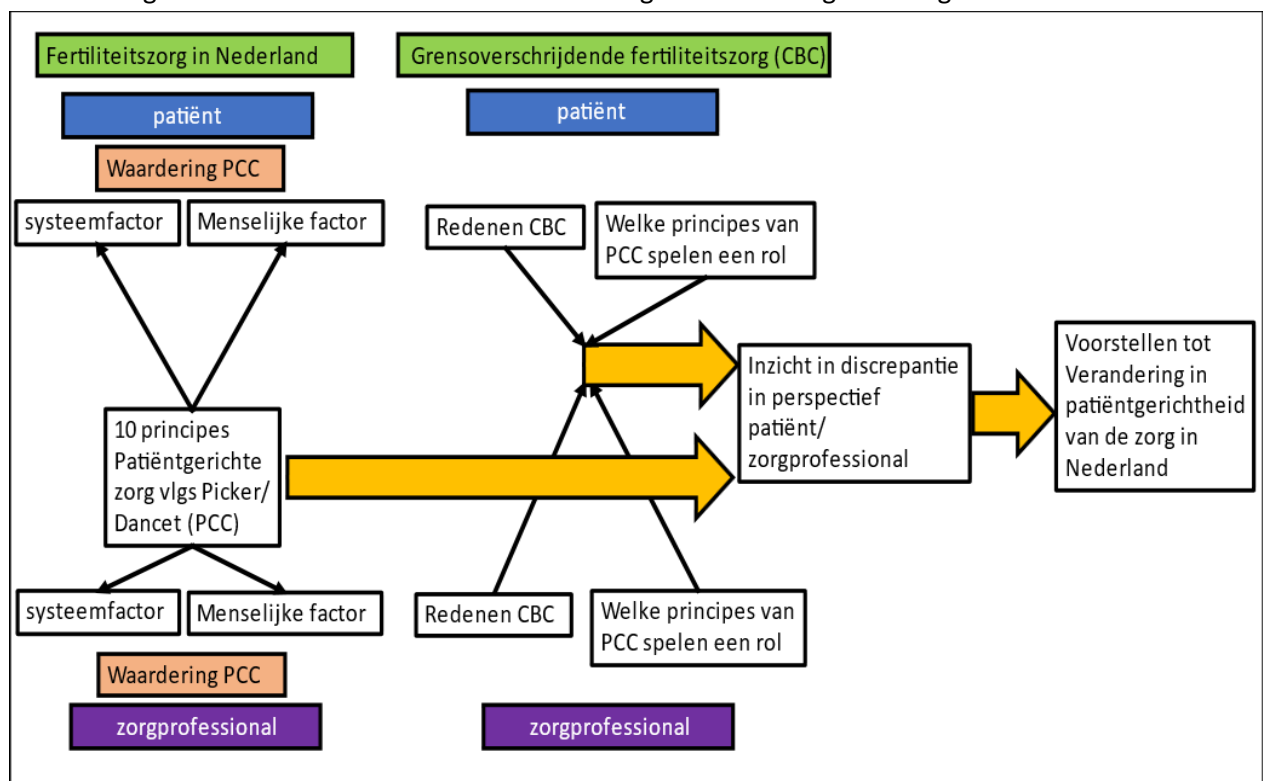 Fertiliteitszorg in Nederland
Grensoverschrijdende fertiliteitszorg (CBC)
patiënt
patiënt
Waardering PCC
systeemfactor
Menselijke factor
Redenen CBC
Welke principes van
PCC spelen een rol
10 principes
Patiëntgerichte
zorg vlgs Picker/
Dancet (PCC)
Inzicht in discrepantie
in perspectief
patiënt/
zorgprofessional
Voorstellen tot
Verandering in
patiëntgerichtheid
van de zorg in
Nederland
systeemfactor
Menselijke factor
Redenen CBC
Welke principes van
PCC spelen een rol
Waardering PCC
zorgprofessional
zorgprofessional